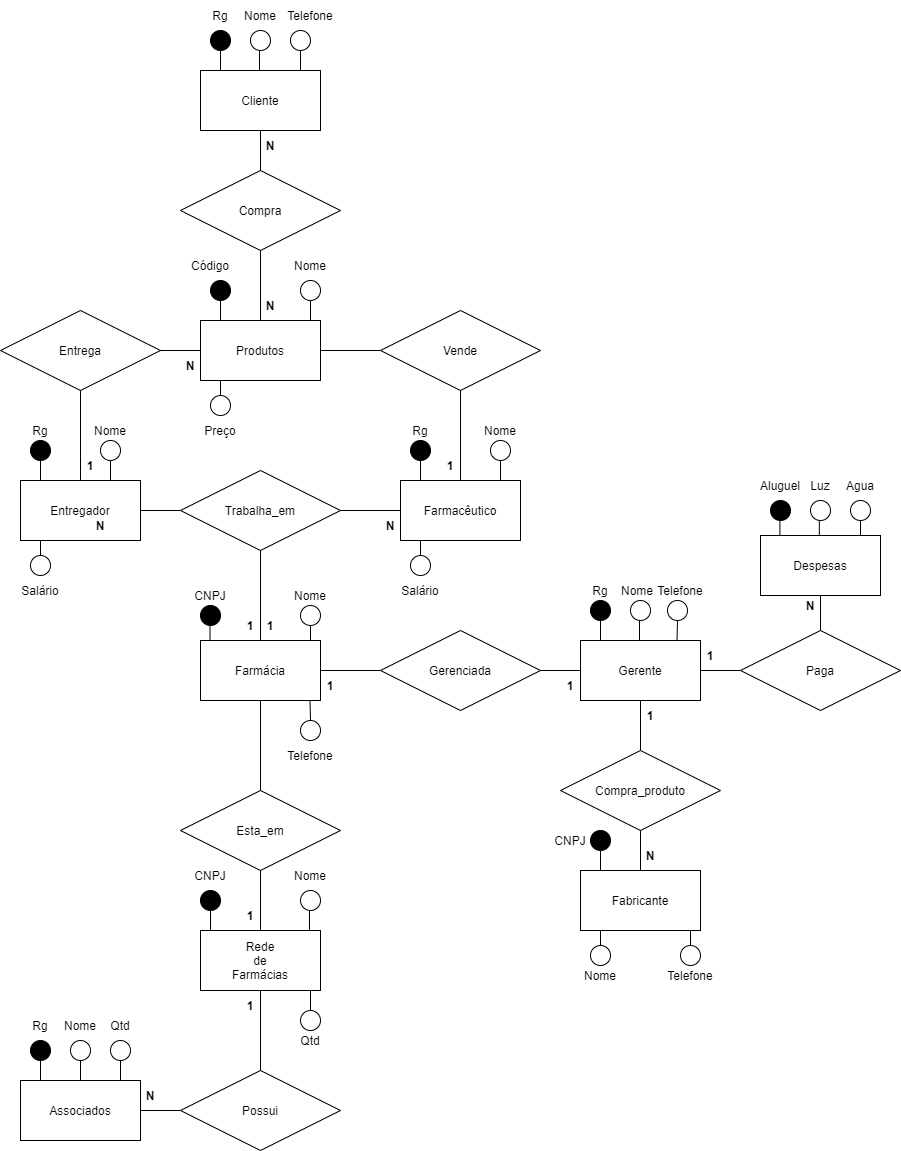 Rg Nome Telefone
Cliente
N
Compra
Código Nome
N
Entrega
Produtos
Vende
N
Preço
Rg Nome
Rg Nome
1
1
Entregador
N
Trabalha_em
N
Farmacêutico
Aluguel Luz Agua
Despesas
Salário
Salário
CNPJ Nome
Rg Nome Telefone
N
1 1
Farmácia
1
Gerenciada
1
Gerente
1
Paga
1
Telefone
Compra_produto
Esta_em
CNPJ
N
CNPJ Nome
Fabricante
1
Rede
de
Farmácias
Nome
Telefone
1
Qtd
Rg Nome Qtd
N
Associados
Possui